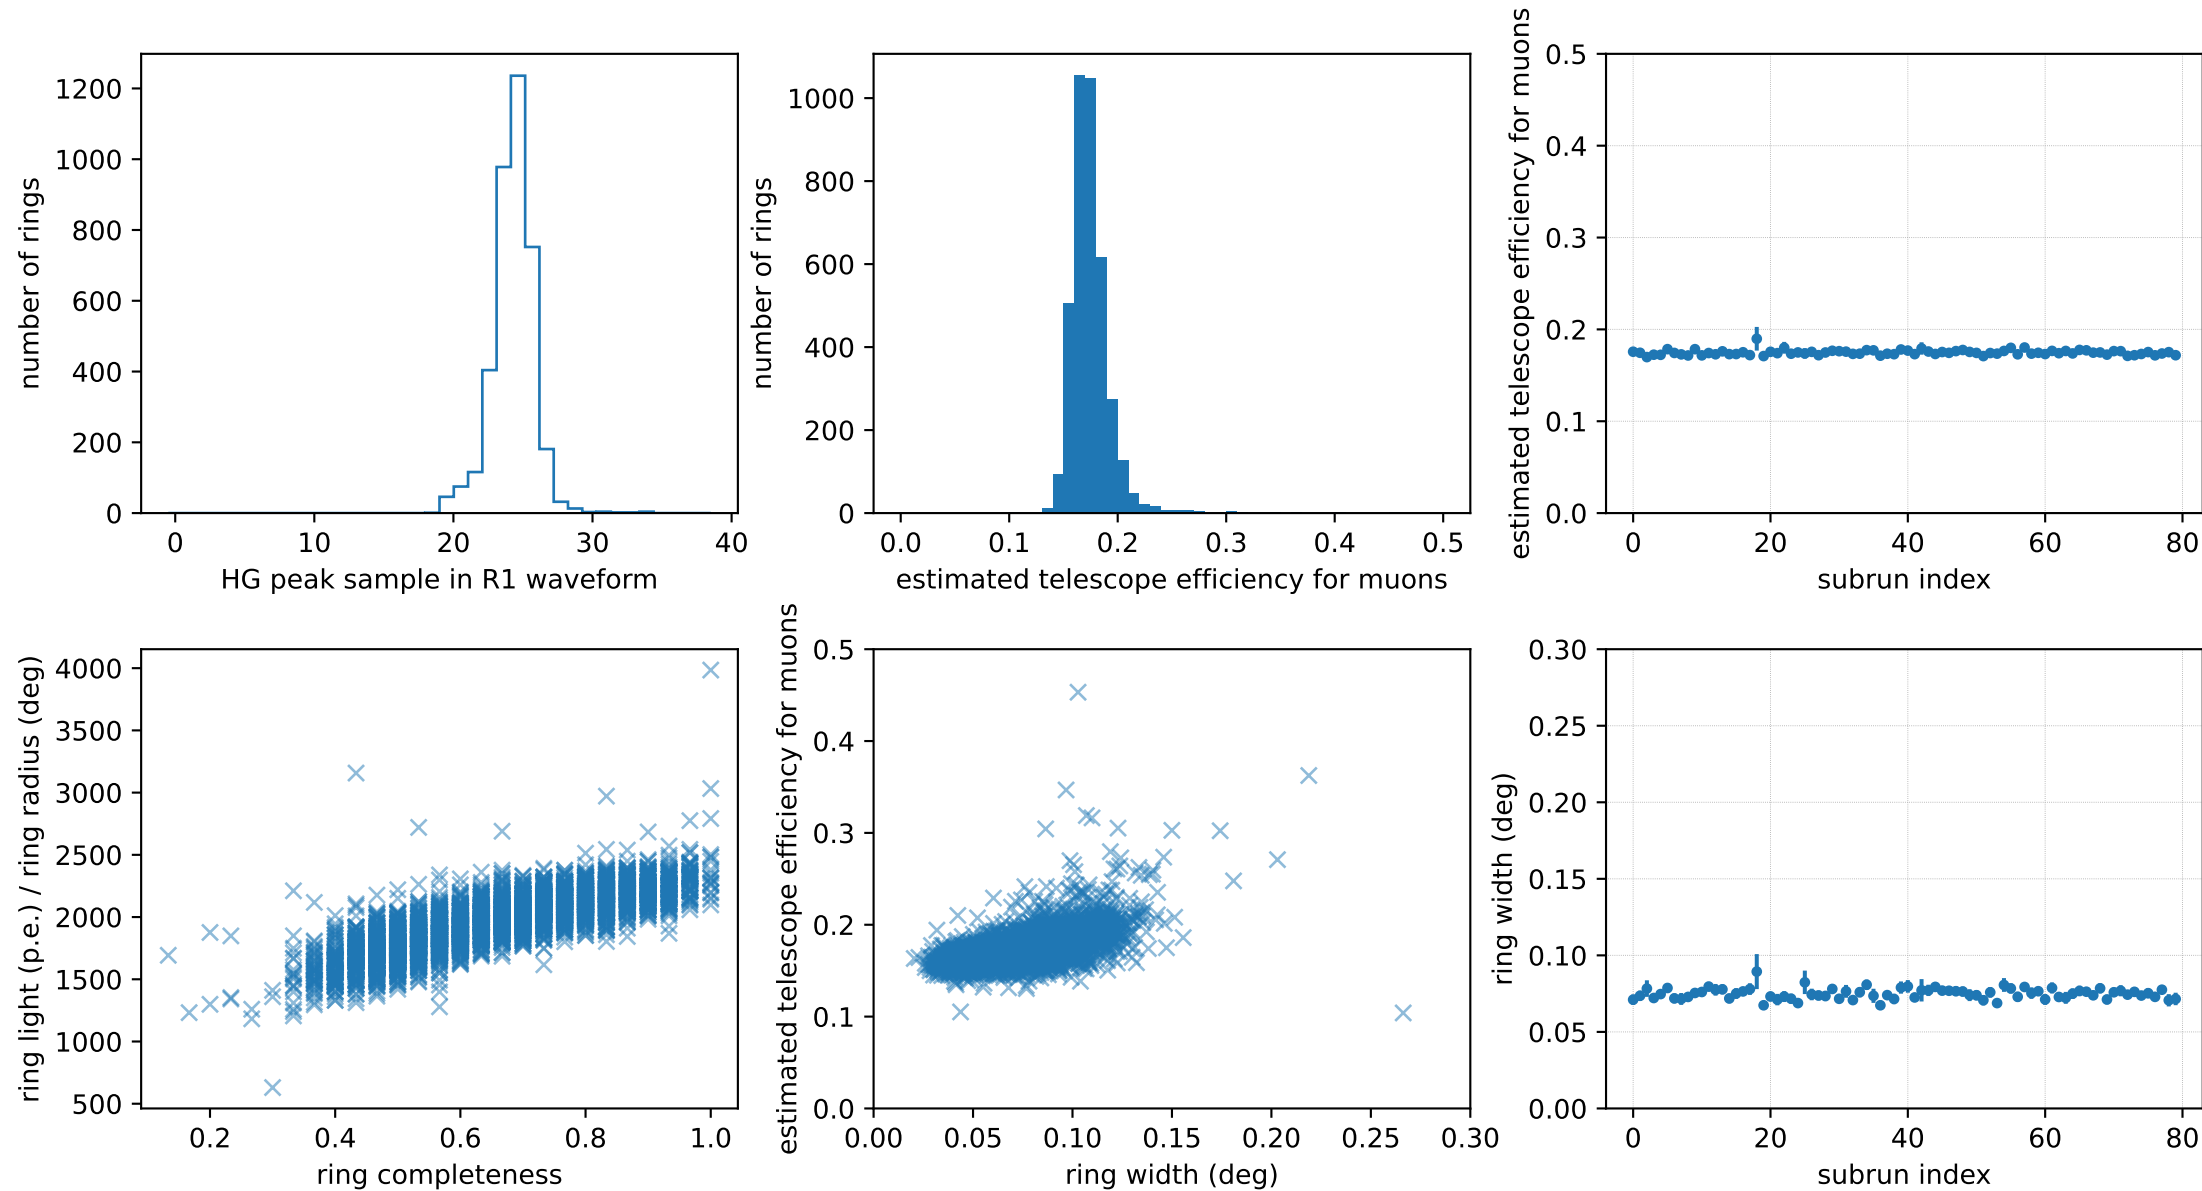 number of rings
1200
1000
800
600
400
200
0
0 10 20 30 40
HG peak sample in R1 waveform
number of rings
1000
800
600
400
200
0
0.0 0.1 0.2 0.3 0.4 0.5
estimated telescope efficiency for muons
estimated telescope efficiency for muons
0.5
0.4
0.3
0.2
0.1
0.0
0 20 40 60 80
subrun index
ring light (p.e.) / ring radius (deg)
4000
3500
3000
2500
2000
1500
1000
500
0.2 0.4 0.6 0.8 1.0
ring completeness
estimated telescope efficiency for muons
0.5
0.4
0.3
0.2
0.1
0.0
0.00 0.05 0.10 0.15 0.20 0.25 0.30
ring width (deg)
ring width (deg)
0.30
0.25
0.20
0.15
0.10
0.05
0.00
0 20 40 60 80
subrun index